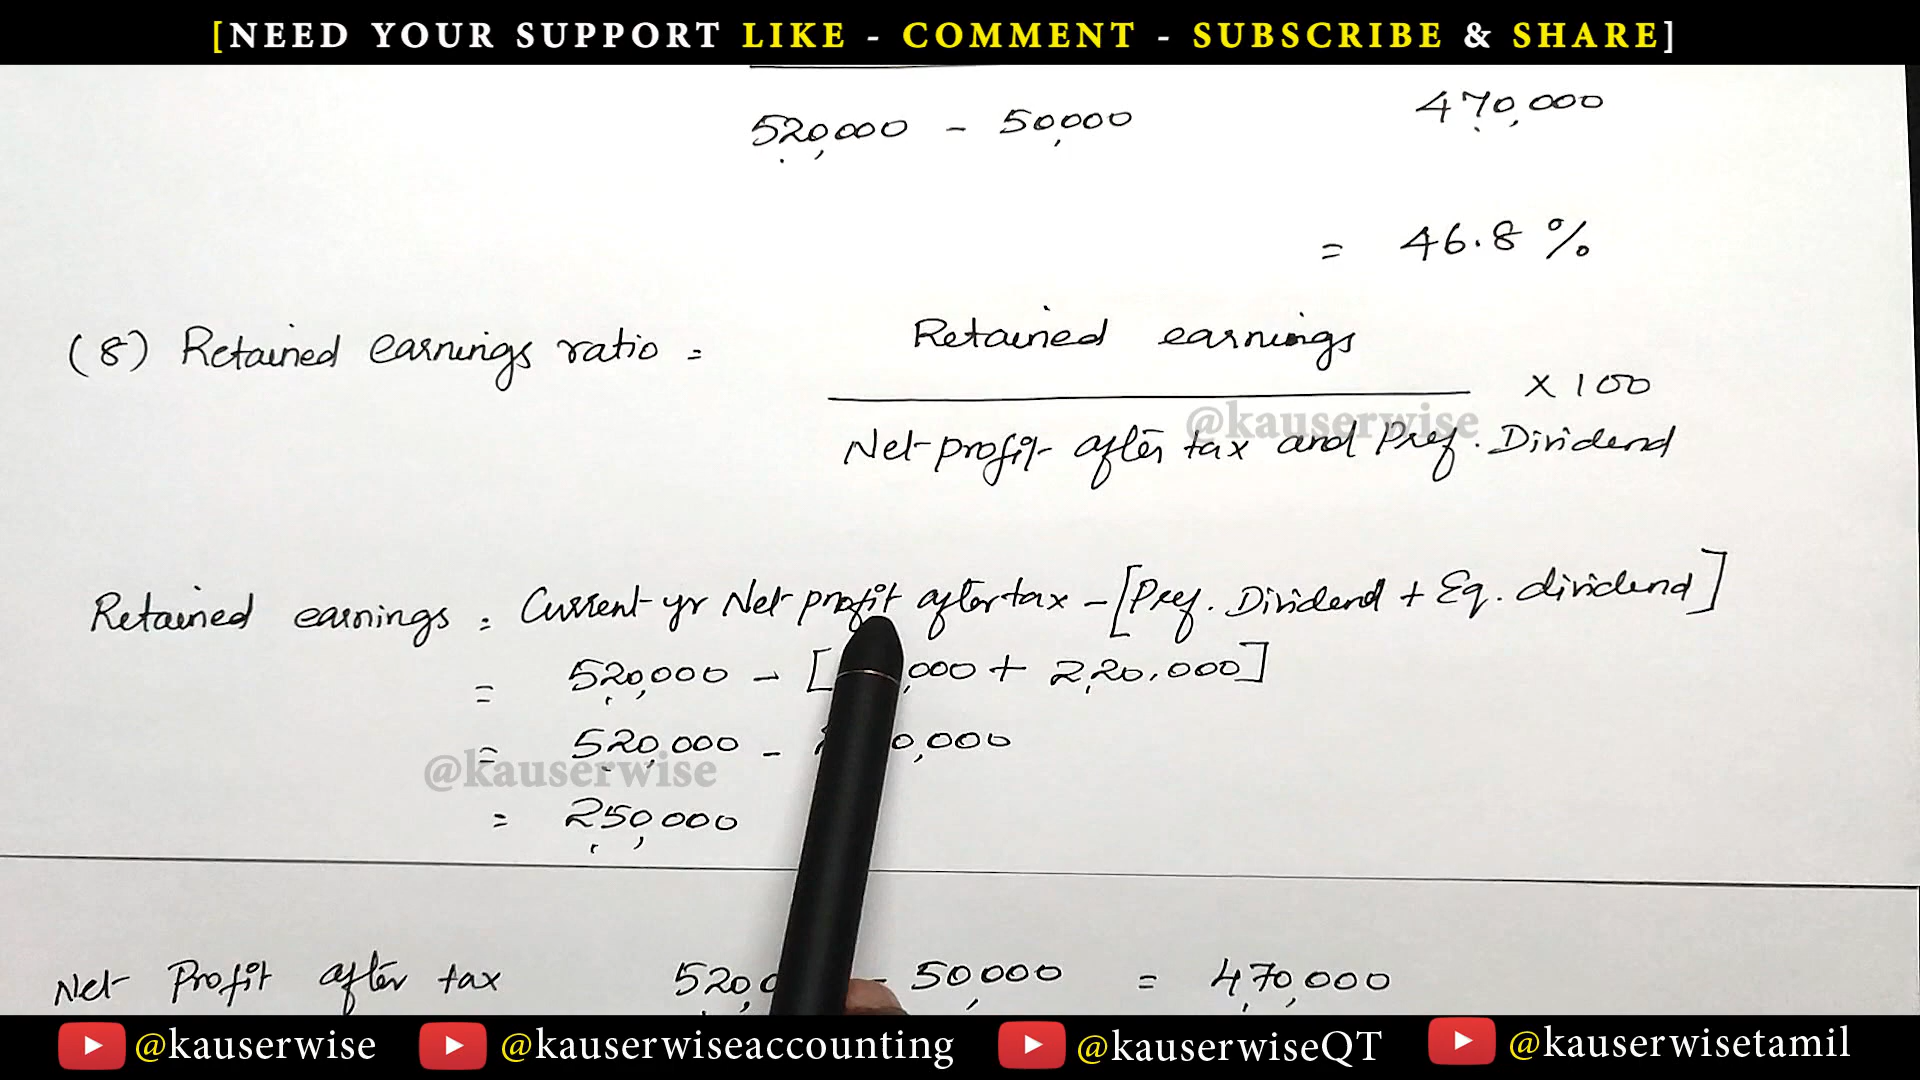 [NEED YOUR SUPPORT LIKE - COMMENT - SUBSCRIBE & SHARE]
520,000 - 50,000 470,000
= 46.8 %
(8) Retained earnings ratio = Retained earnings
x 100
@kauserwise
Net profit after tax and Pref. Dividend
Retained earnings = Current yr Net profit after tax - [Pref. Dividend + Eq. dividend]
= 520,000 - [ ,000 + 2,20,000]
= 520,000 - 0,000
@kauserwise
= 250,000
Net Profit after tax 520,0 - 50,000 = 470,000
@kauserwise @kauserwiseaccounting @kauserwiseQT @kauserwisetamil